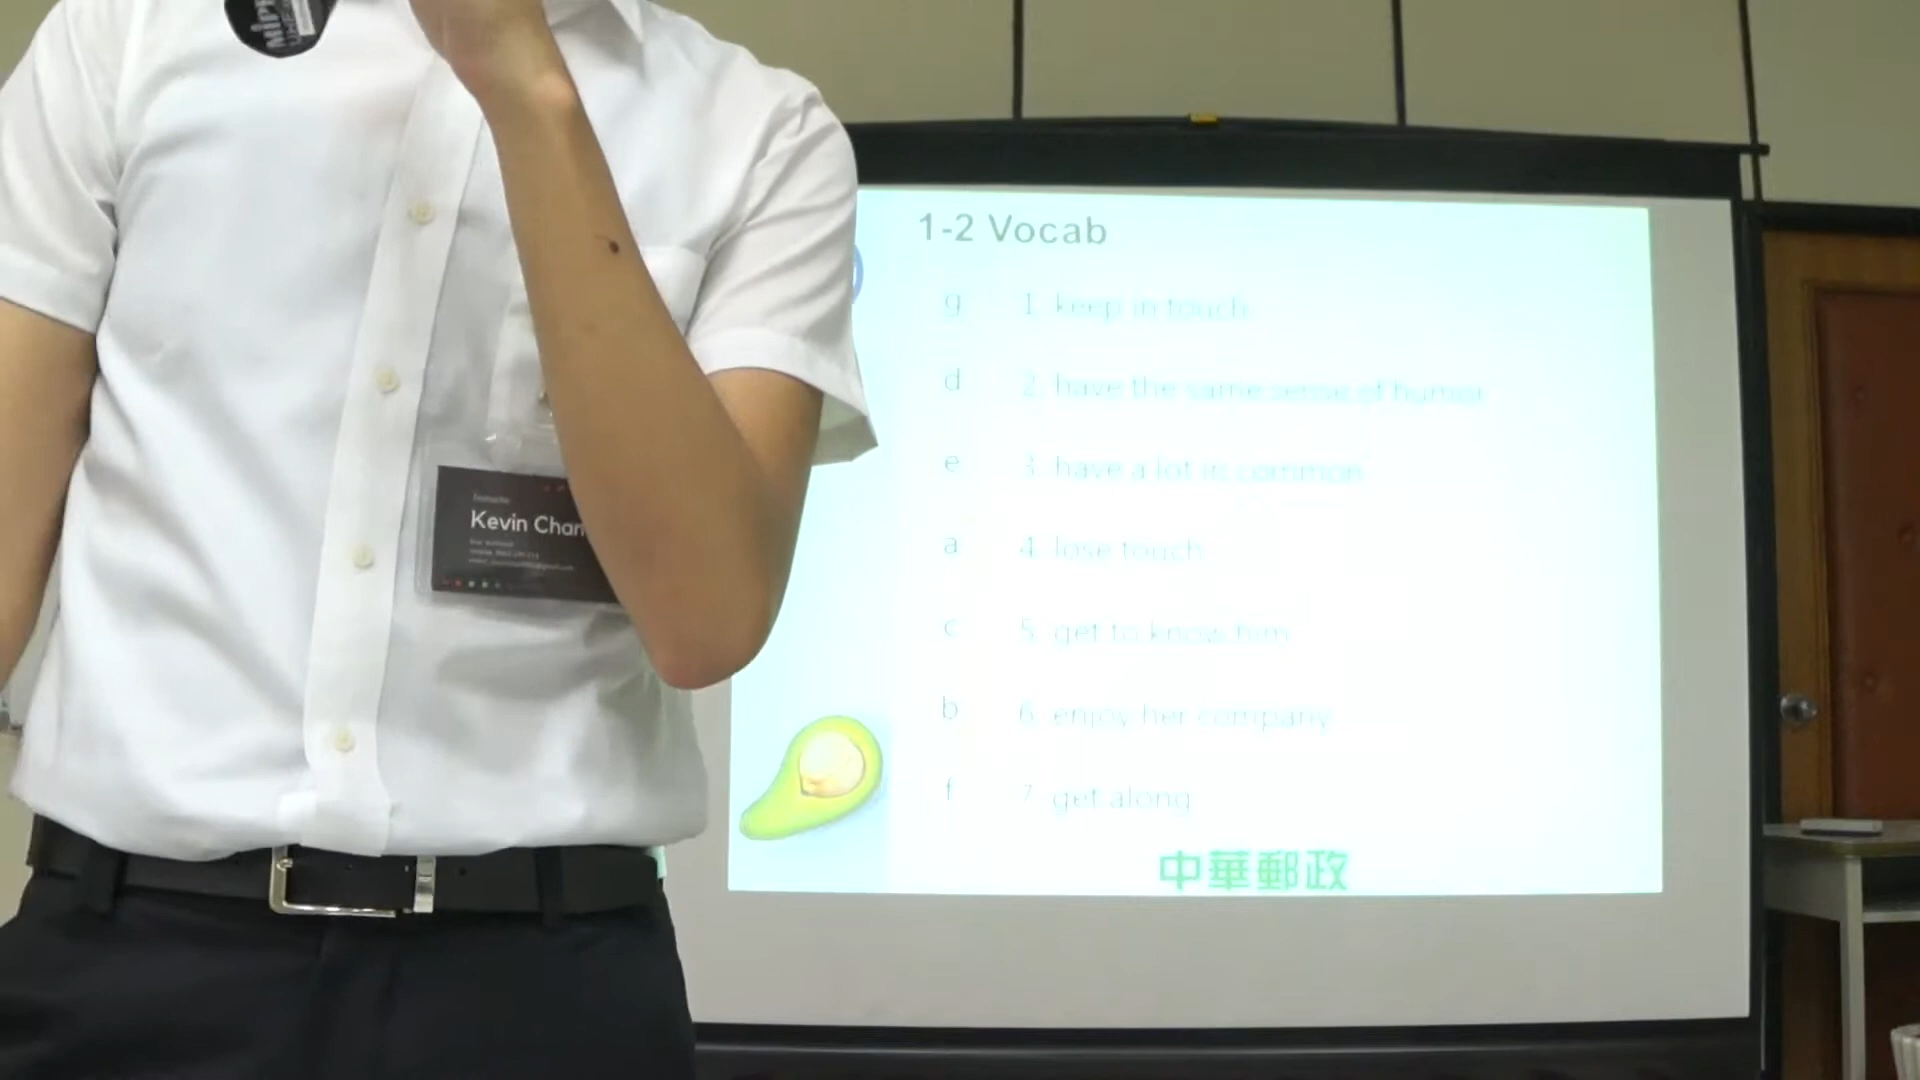 MIPRO
Kevin Chan
1-2 Vocab
g 1. keep in touch
d 2. have the same sense of humor
e 3. have a lot in common
a 4. lose touch
c 5. get to know him
b 6. enjoy her company
f 7. get along
中華郵政